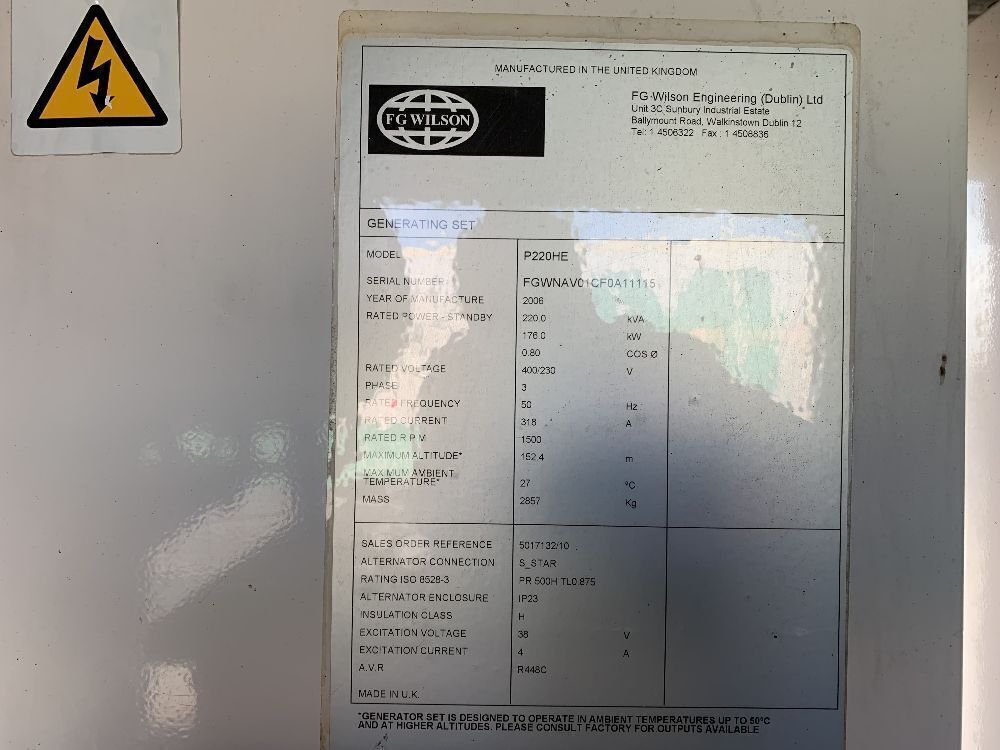 MANUFACTURED IN THE UNITED KINGDOM
FG WILSON
FG Wilson Engineering (Dublin) Ltd
Unit 3C Sunbury Industrial Estate
Ballymount Road, Walkinstown Dublin 12
Tel: 1 4506322 Fax : 1 4508836
GENERATING SET
MODEL P220HE
SERIAL NUMBER FGWNAV01CF0A11115
YEAR OF MANUFACTURE 2006
RATED POWER - STANDBY 220.0 kVA
176.0 kW
0.80 COS Ø
RATED VOLTAGE 400/230 V
PHASE 3
RATED FREQUENCY 50 Hz
RATED CURRENT 318 A
RATED R.P.M 1500
MAXIMUM ALTITUDE* 152.4 m
MAXIMUM AMBIENT
TEMPERATURE* 27 °C
MASS 2857 Kg
SALES ORDER REFERENCE 5017132/10
ALTERNATOR CONNECTION S_STAR
RATING ISO 8528-3 PR 500H TL0.875
ALTERNATOR ENCLOSURE IP23
INSULATION CLASS H
EXCITATION VOLTAGE 38 V
EXCITATION CURRENT 4 A
A.V.R R448C
MADE IN U.K.
*GENERATOR SET IS DESIGNED TO OPERATE IN AMBIENT TEMPERATURES UP TO 50°C
AND AT HIGHER ALTITUDES. PLEASE CONSULT FACTORY FOR OUTPUTS AVAILABLE